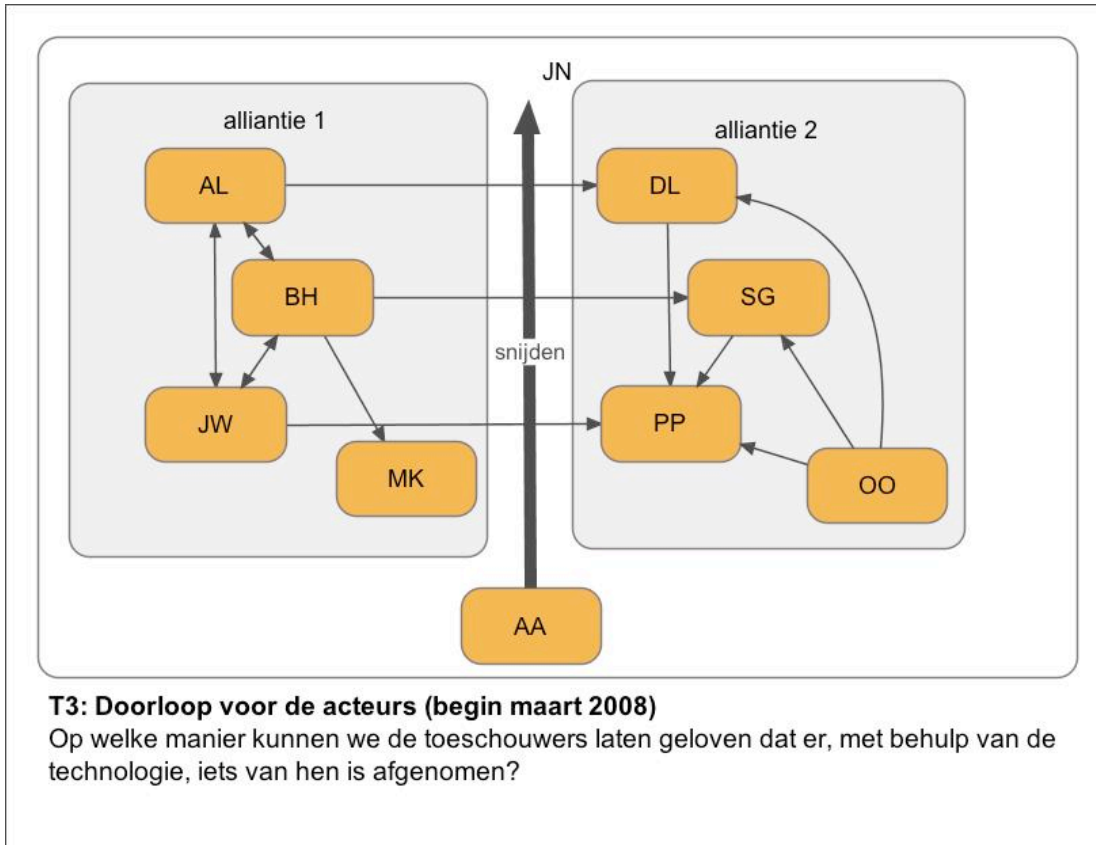 JN
alliantie 1
alliantie 2
AL
DL
BH
SG
snijden
JW
PP
MK
OO
AA
T3: Doorloop voor de acteurs (begin maart 2008)
Op welke manier kunnen we de toeschouwers laten geloven dat er, met behulp van de
technologie, iets van hen is afgenomen?